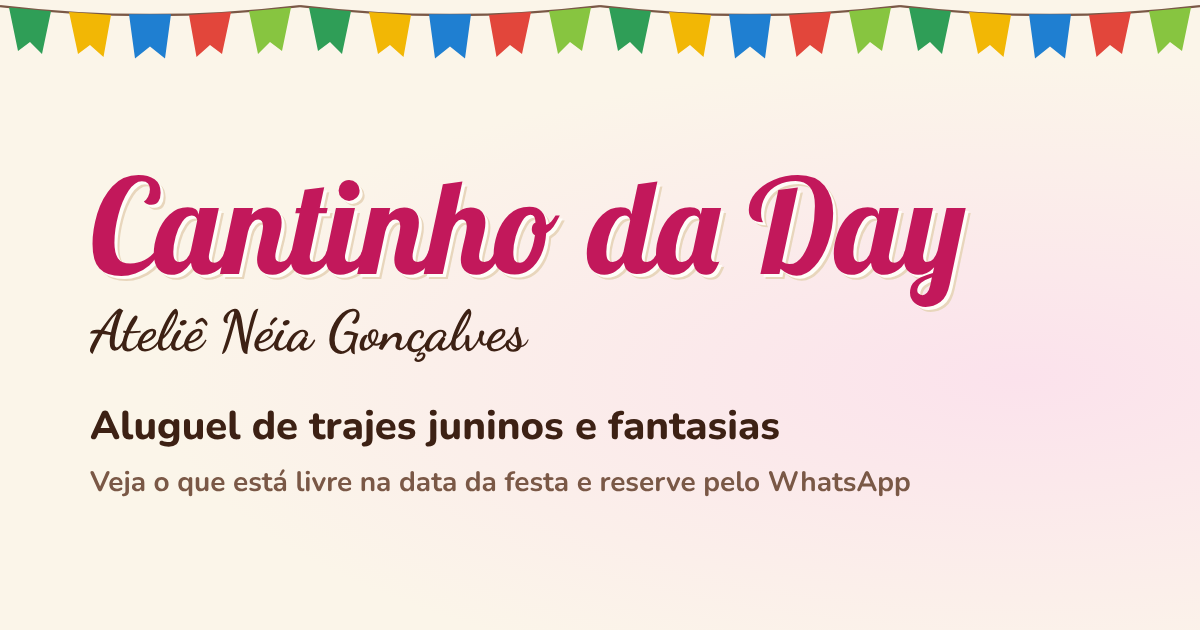 Cantinho da Day
Ateliê Néia Gonçalves
Aluguel de trajes juninos e fantasias
Veja o que está livre na data da festa e reserve pelo WhatsApp